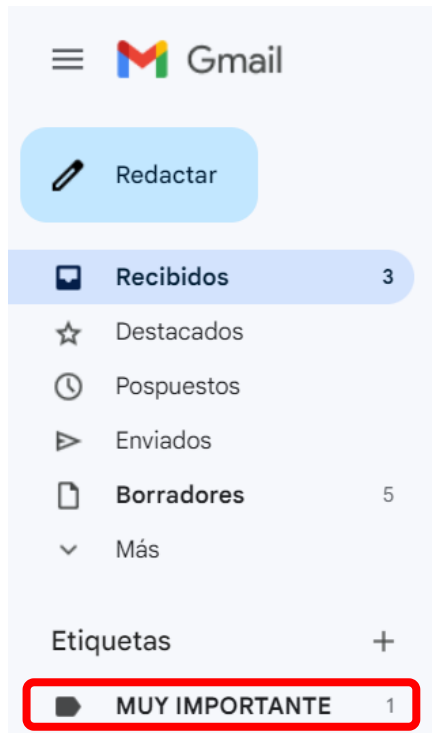 Gmail
Redactar
Recibidos 3
Destacados
Pospuestos
Enviados
Borradores 5
Más
Etiquetas +
MUY IMPORTANTE 1